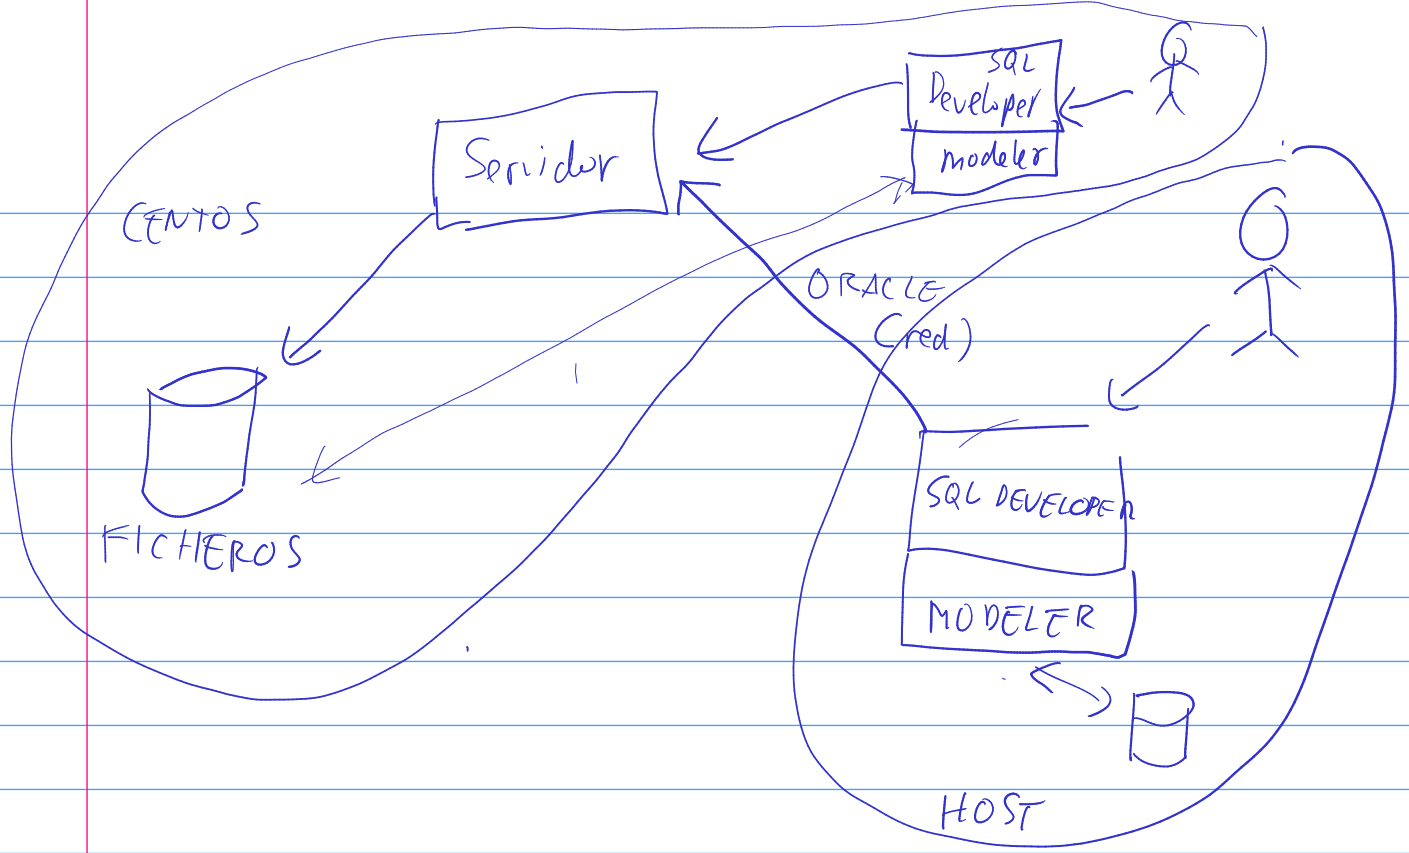 SQL
Developer
modeler
Servidor
CENTOS
ORACLE
(red)
FICHEROS
SQL DEVELOPER
MODELER
HOST